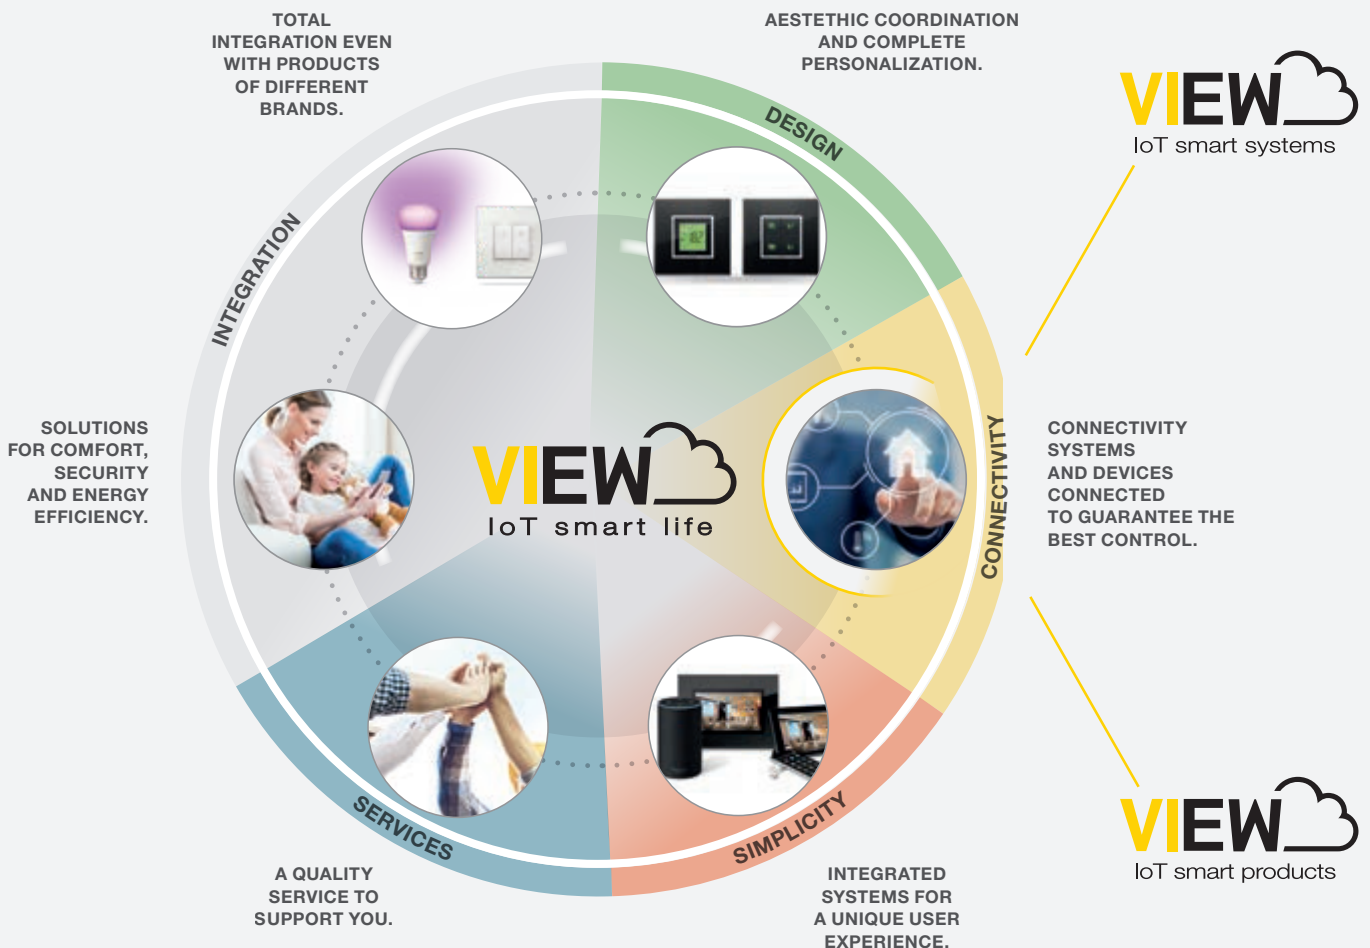 TOTAL
INTEGRATION EVEN
WITH PRODUCTS
OF DIFFERENT
BRANDS.
AESTETHIC COORDINATION
AND COMPLETE
PERSONALIZATION.
VIEW
IoT smart systems
DESIGN
INTEGRATION
SOLUTIONS
FOR COMFORT,
SECURITY
AND ENERGY
EFFICIENCY.
VIEW
IoT smart life
CONNECTIVITY
CONNECTIVITY
SYSTEMS
AND DEVICES
CONNECTED
TO GUARANTEE THE
BEST CONTROL.
SERVICES
SIMPLICITY
VIEW
IoT smart products
A QUALITY
SERVICE TO
SUPPORT YOU.
INTEGRATED
SYSTEMS FOR
A UNIQUE USER
EXPERIENCE.